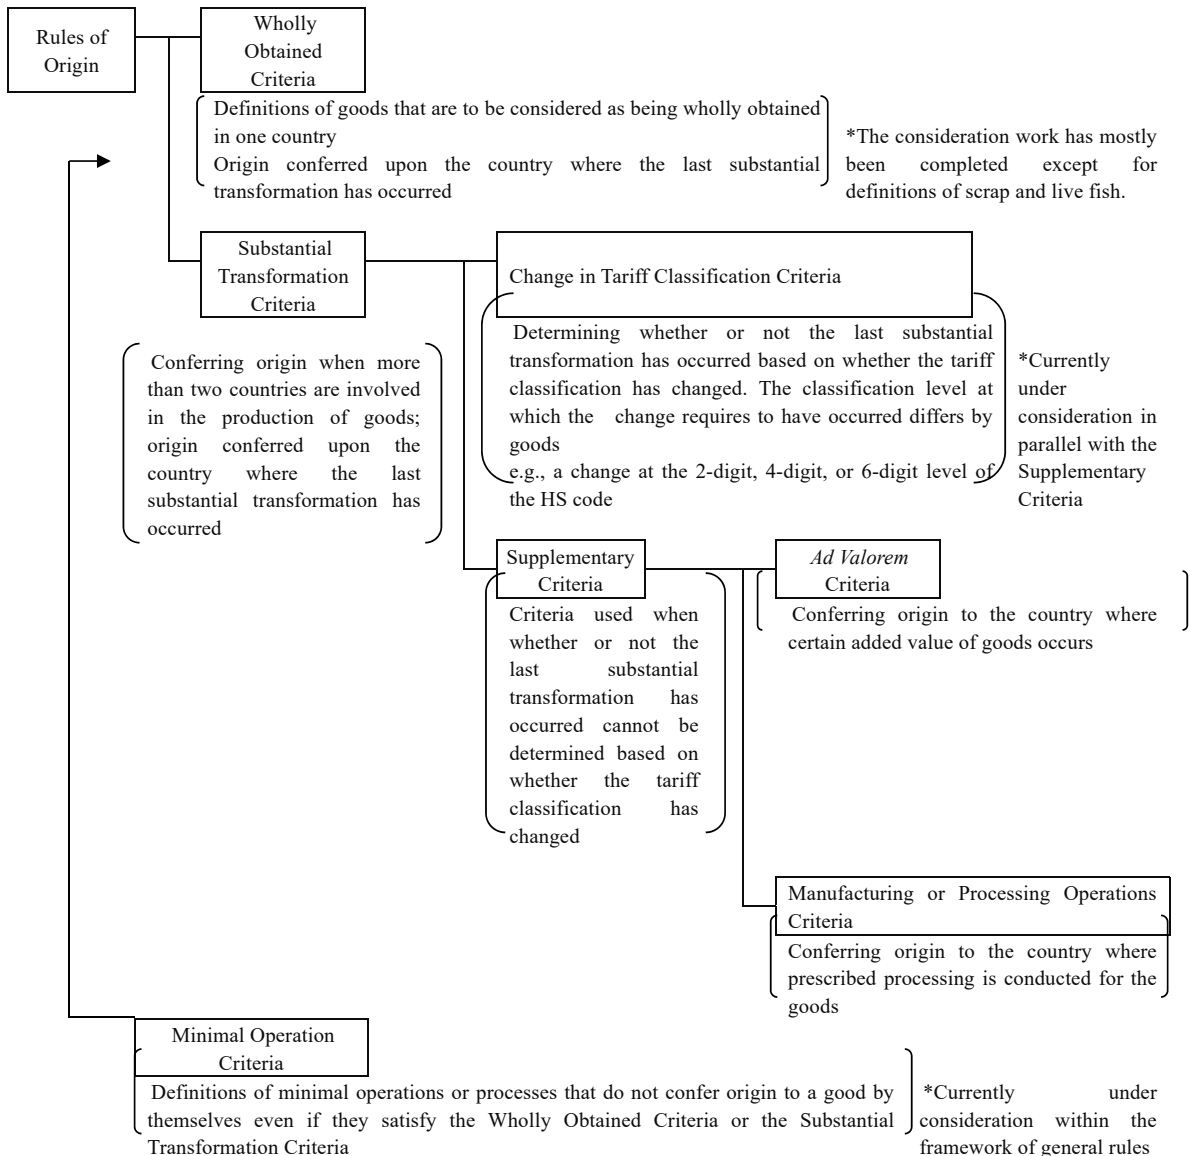 Rules of
Origin
Wholly
Obtained
Criteria
Definitions of goods that are to be considered as being wholly obtained
in one country
Origin conferred upon the country where the last substantial
transformation has occurred
*The consideration work has mostly
been completed except for
definitions of scrap and live fish.
Substantial
Transformation
Criteria
Change in Tariff Classification Criteria
Conferring origin when more
than two countries are involved
in the production of goods;
origin conferred upon the
country where the last
substantial transformation has
occurred
Determining whether or not the last substantial
transformation has occurred based on whether the tariff
classification has changed. The classification level at
which the change requires to have occurred differs by
goods
e.g., a change at the 2-digit, 4-digit, or 6-digit level of
the HS code
*Currently
under
consideration in
parallel with the
Supplementary
Criteria
Supplementary
Criteria
Criteria used when
whether or not the
last substantial
transformation has
occurred cannot be
determined based on
whether the tariff
classification has
changed
Ad Valorem
Criteria
Conferring origin to the country where
certain added value of goods occurs
Manufacturing or Processing Operations
Criteria
Conferring origin to the country where
prescribed processing is conducted for the
goods
Minimal Operation
Criteria
Definitions of minimal operations or processes that do not confer origin to a good by
themselves even if they satisfy the Wholly Obtained Criteria or the Substantial
Transformation Criteria
*Currently under
consideration within the
framework of general rules